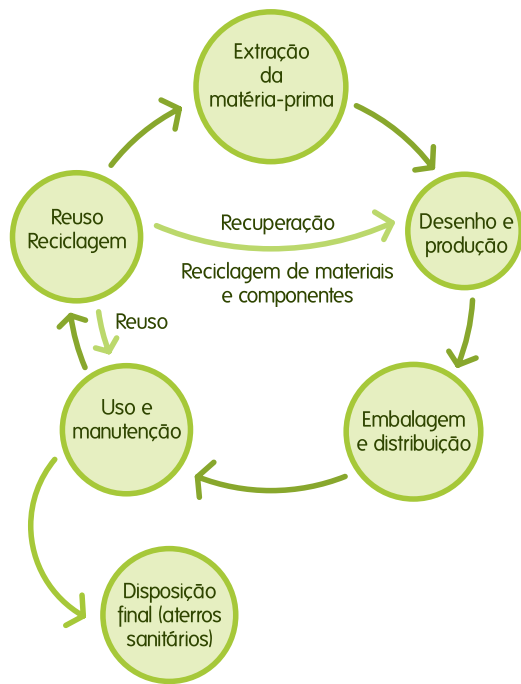 Extração
da
matéria-prima
Reuso
Reciclagem
Recuperação
Desenho e
produção
Reciclagem de materiais
e componentes
Reuso
Uso e
manutenção
Embalagem
e distribuição
Disposição
final (aterros
sanitários)